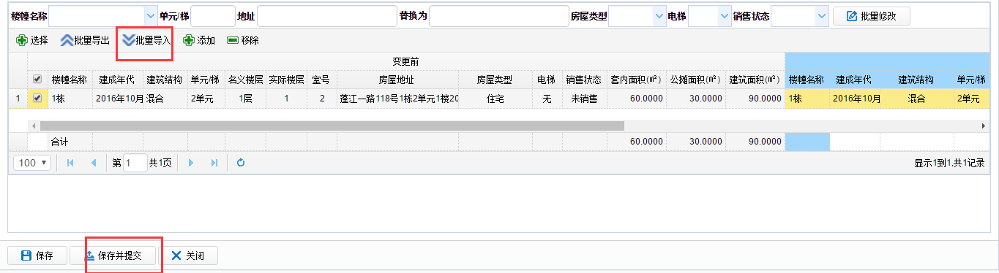 楼幢名称 单元/梯 地址 替换为 房屋类型 电梯 销售状态 批量修改
选择 批量导出 批量导入 添加 移除
变更前
楼幢名称 建成年代 建筑结构 单元/梯 名义楼层 实际楼层 室号 房屋地址 房屋类型 电梯 销售状态 套内面积(㎡) 公摊面积(㎡) 建筑面积(㎡) 楼幢名称 建成年代 建筑结构 单元/梯
1 1栋 2016年10月 混合 2单元 1层 1 2 蓬江一路118号1栋2单元1楼20 住宅 无 未销售 60.0000 30.0000 90.0000 1栋 2016年10月 混合 2单元
合计 60.0000 30.0000 90.0000
100 第 1 共1页 显示1到1,共1记录
保存 保存并提交 关闭